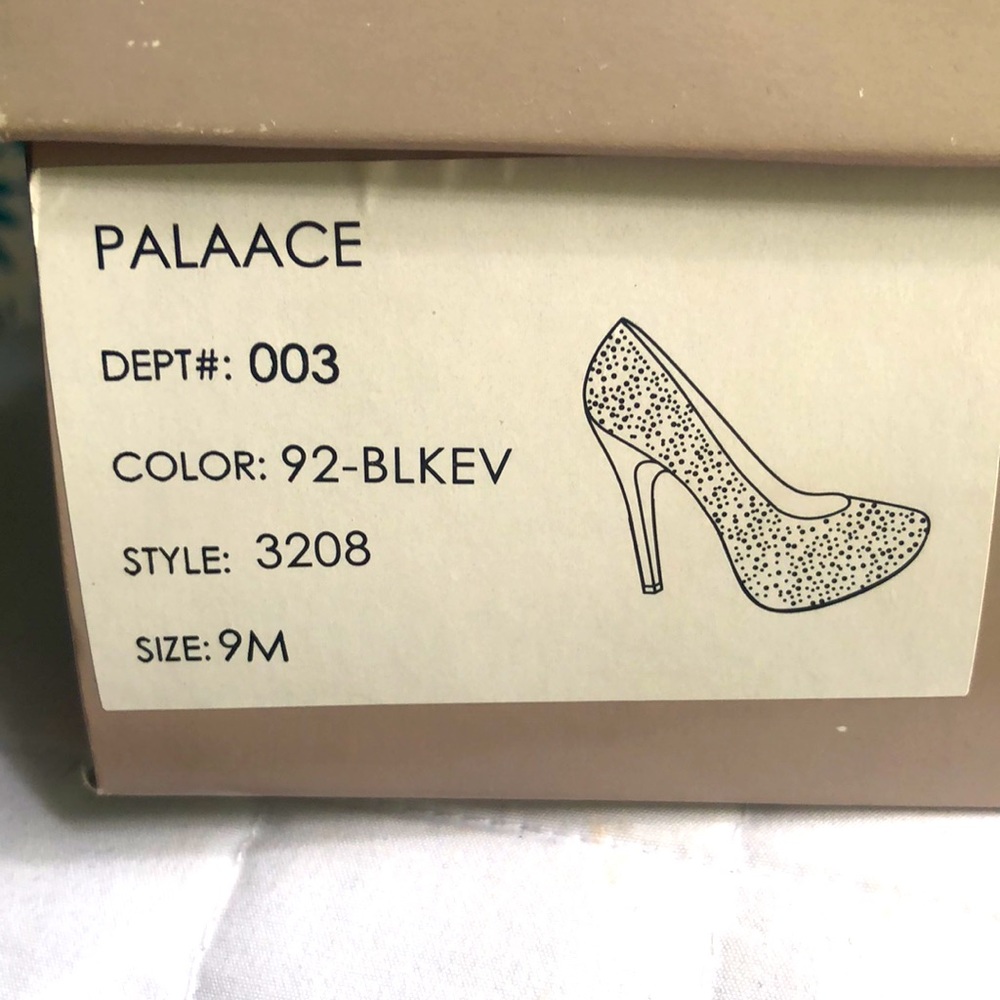 PALAACE
DEPT#: 003
COLOR: 92-BLKEV
STYLE: 3208
SIZE: 9M